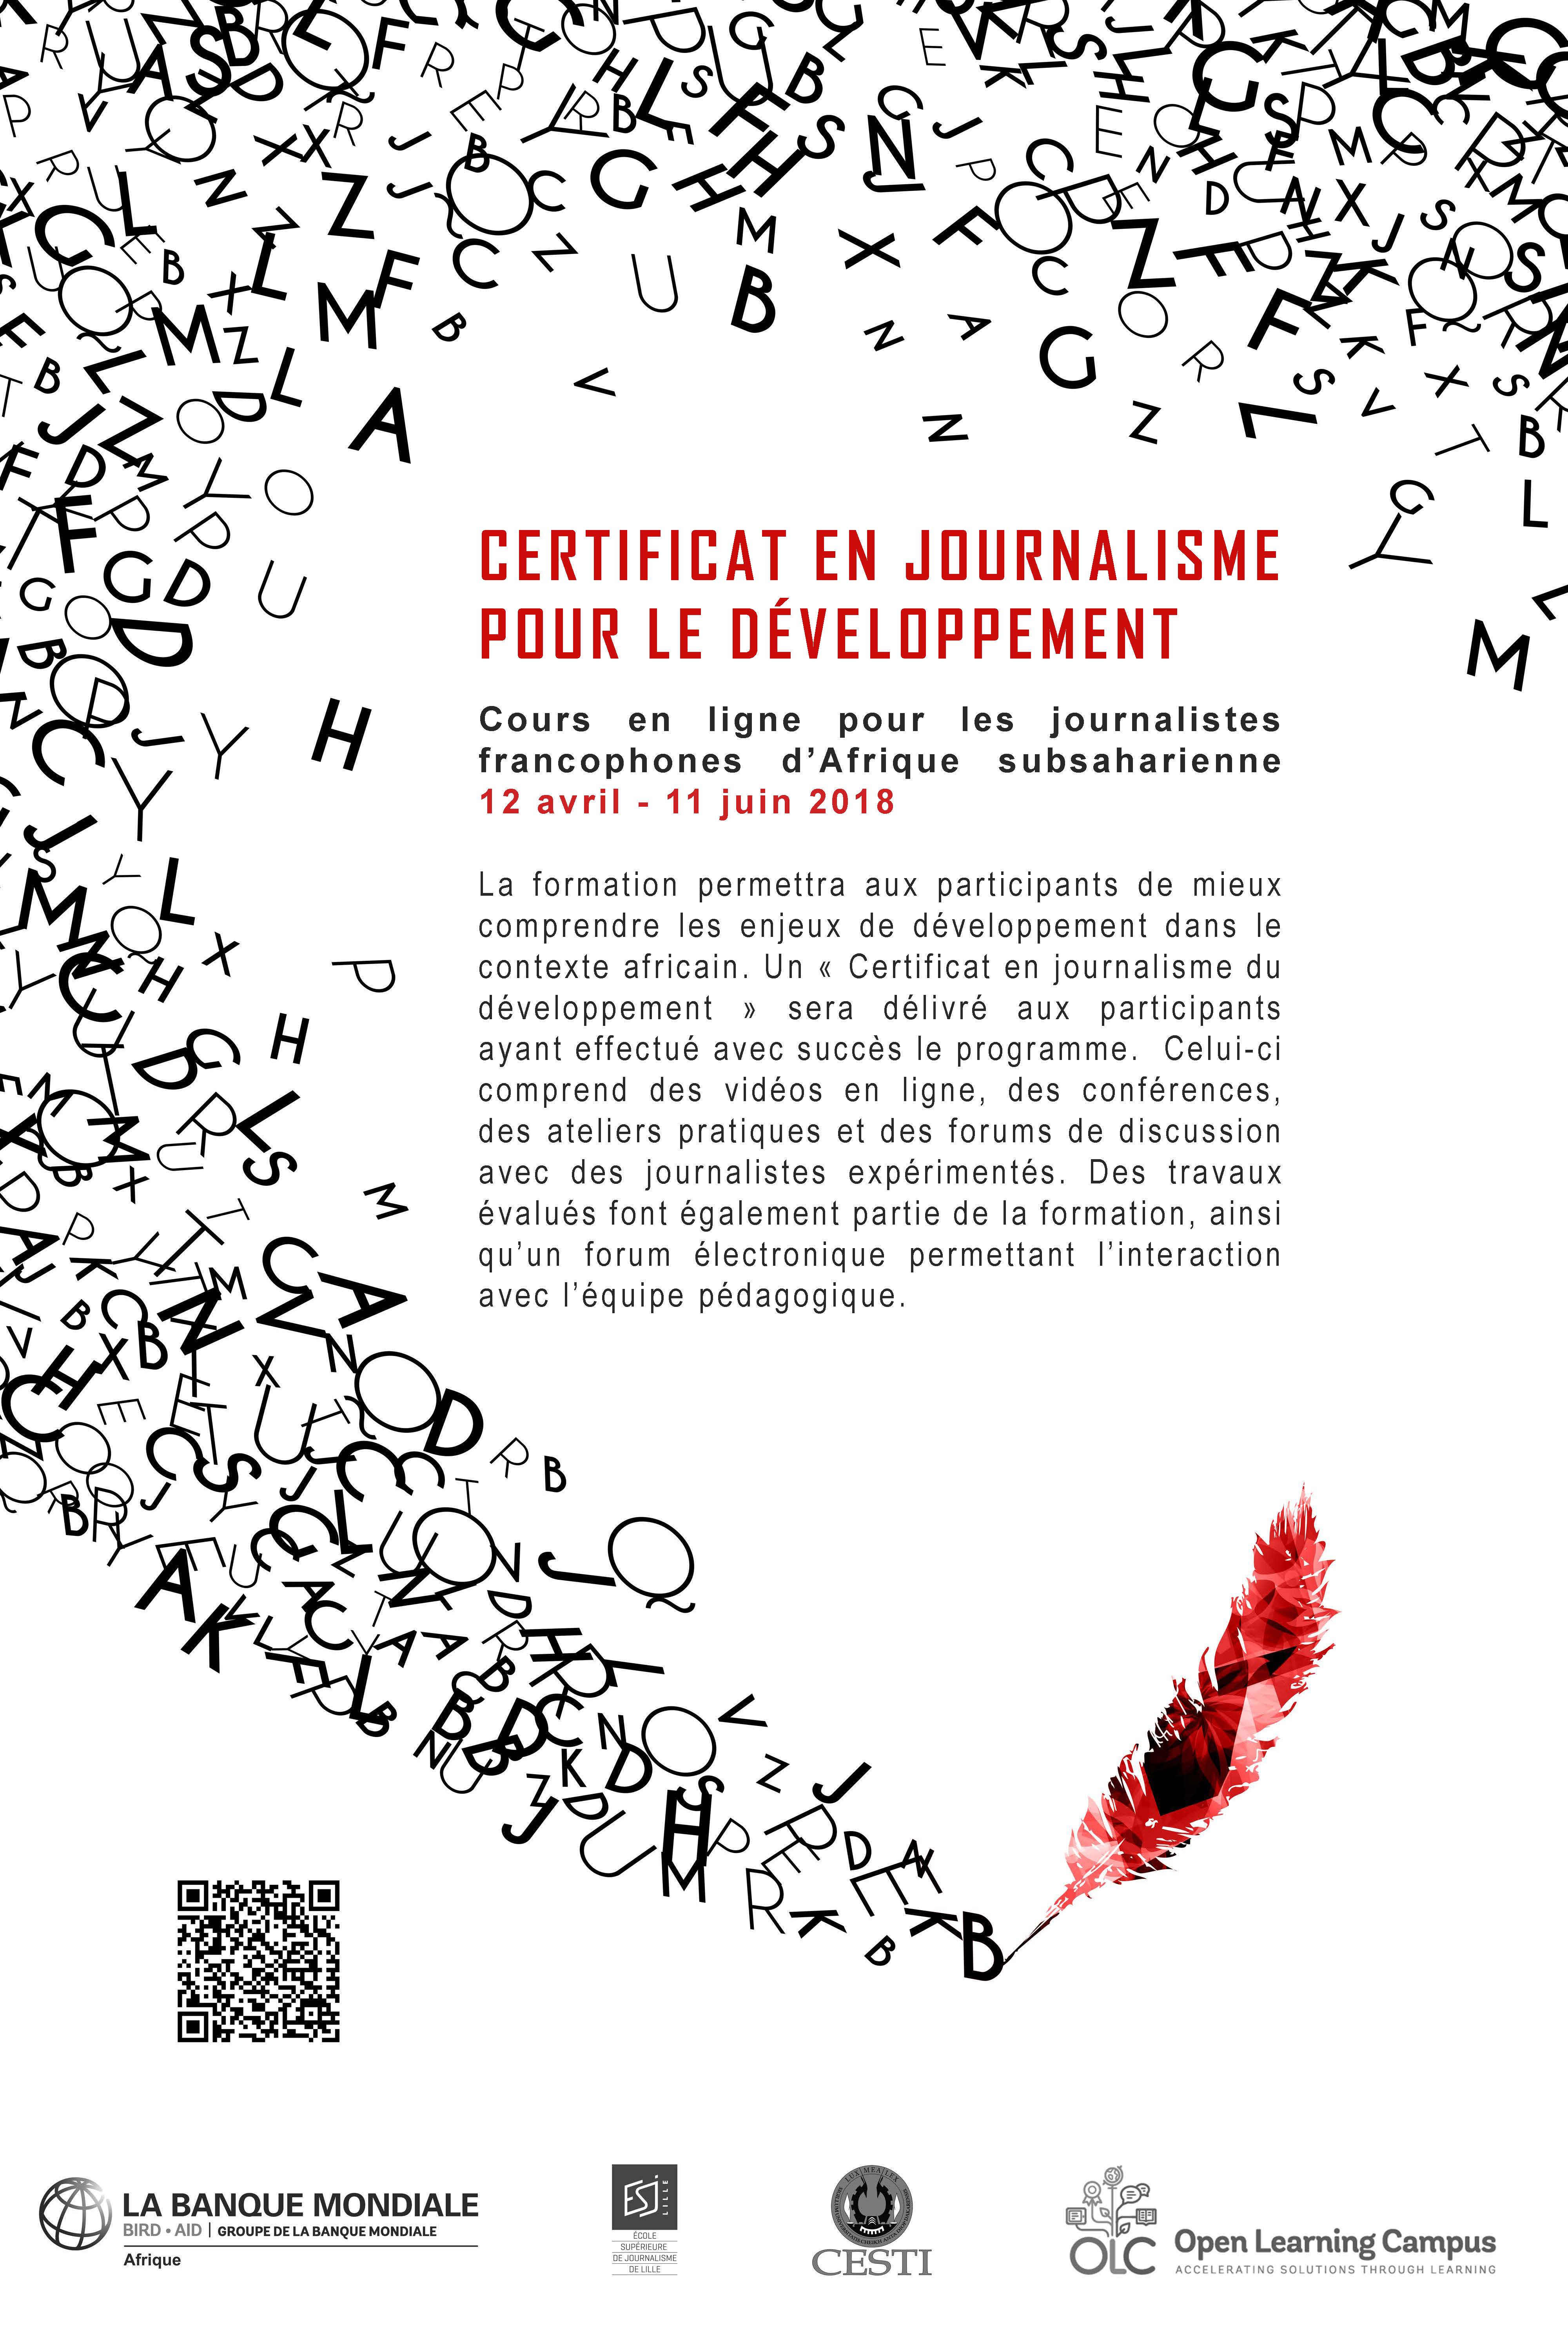 CERTIFICAT EN JOURNALISME
POUR LE DÉVELOPPEMENT
Cours en ligne pour les journalistes
francophones d’Afrique subsaharienne
12 avril - 11 juin 2018
La formation permettra aux participants de mieux
comprendre les enjeux de développement dans le
contexte africain. Un « Certificat en journalisme du
développement » sera délivré aux participants
ayant effectué avec succès le programme. Celui-ci
comprend des vidéos en ligne, des conférences,
des ateliers pratiques et des forums de discussion
avec des journalistes expérimentés. Des travaux
évalués font également partie de la formation, ainsi
qu’un forum électronique permettant l’interaction
avec l’équipe pédagogique.
LA BANQUE MONDIALE
BIRD • AID | GROUPE DE LA BANQUE MONDIALE
Afrique
ESJ LILLE
ÉCOLE
SUPÉRIEURE
DE JOURNALISME
DE LILLE
LUX MEA LEX
CESTI
OLC
Open Learning Campus
ACCELERATING SOLUTIONS THROUGH LEARNING